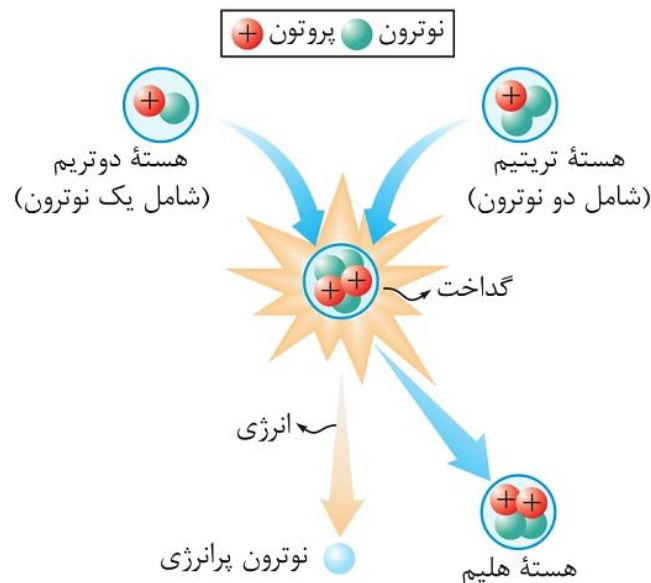 نوترون پروتون +
+
+
هستهٔ تریتیم
(شامل دو نوترون)
هستهٔ دوتریم
(شامل یک نوترون)
+ +
گداخت
انرژی
+ +
نوترون پرانرژی
هستهٔ هلیم